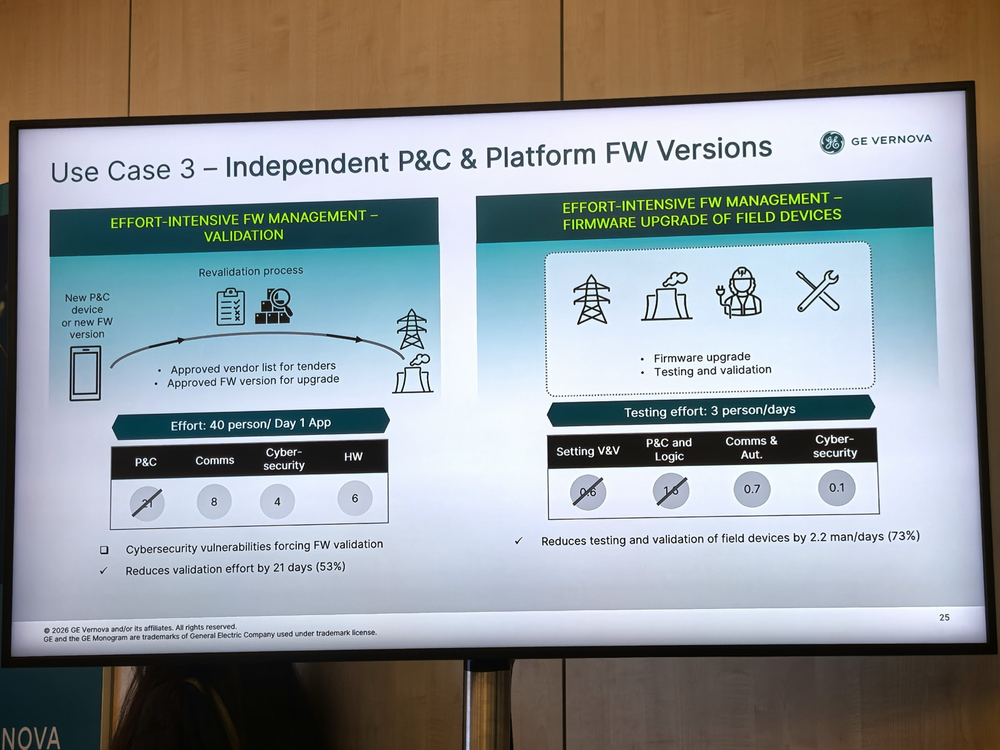 Use Case 3 – Independent P&C & Platform FW Versions
GE VERNOVA
EFFORT-INTENSIVE FW MANAGEMENT –
VALIDATION
Revalidation process
New P&C
device
or new FW
version
• Approved vendor list for tenders
• Approved FW version for upgrade
Effort: 40 person/ Day 1 App
P&C
Comms
Cyber-
security
HW
21
8
4
6
Cybersecurity vulnerabilities forcing FW validation
✓ Reduces validation effort by 21 days (53%)
EFFORT-INTENSIVE FW MANAGEMENT –
FIRMWARE UPGRADE OF FIELD DEVICES
• Firmware upgrade
• Testing and validation
Testing effort: 3 person/days
Setting V&V
P&C and
Logic
Comms &
Aut.
Cyber-
security
0.6
1.6
0.7
0.1
✓ Reduces testing and validation of field devices by 2.2 man/days (73%)
© 2026 GE Vernova and/or its affiliates. All rights reserved.
GE and the GE Monogram are trademarks of General Electric Company used under trademark license.
25
NOVA